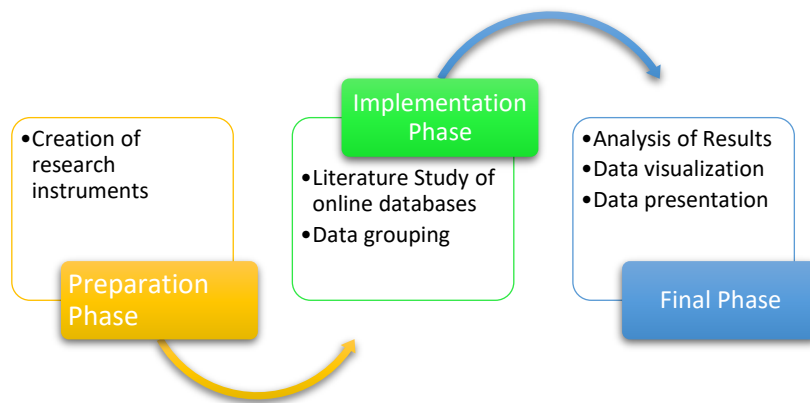 •Creation of
research
instruments
Preparation
Phase
Implementation
Phase
•Literature Study of
online databases
•Data grouping
•Analysis of Results
•Data visualization
•Data presentation
Final Phase